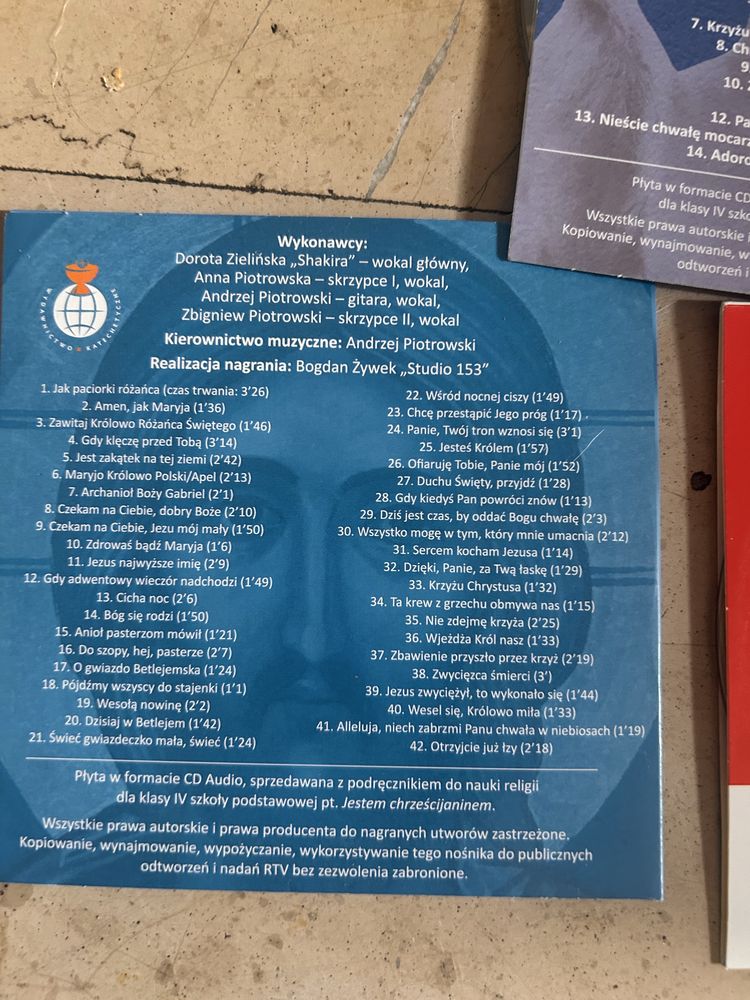 7. Krzyżu
8. Ch
9
10.
12. Pa
13. Nieście chwałę mocarz
14. Adoro
Płyta w formacie CD
dla klasy IV szk
Wszystkie prawa autorskie i
Kopiowanie, wynajmowanie, w
odtworzeń i
WYDAWNICTWO KATECHETYCZNE
Wykonawcy:
Dorota Zielińska „Shakira” – wokal główny,
Anna Piotrowska – skrzypce I, wokal,
Andrzej Piotrowski – gitara, wokal,
Zbigniew Piotrowski – skrzypce II, wokal
Kierownictwo muzyczne: Andrzej Piotrowski
Realizacja nagrania: Bogdan Żywek „Studio 153”
1. Jak paciorki różańca (czas trwania: 3’26)
2. Amen, jak Maryja (1’36)
3. Zawitaj Królowo Różańca Świętego (1’46)
4. Gdy klęczę przed Tobą (3’14)
5. Jest zakątek na tej ziemi (2’42)
6. Maryjo Królowo Polski/Apel (2’13)
7. Archanioł Boży Gabriel (2’1)
8. Czekam na Ciebie, dobry Boże (2’10)
9. Czekam na Ciebie, Jezu mój mały (1’50)
10. Zdrowaś bądź Maryja (1’6)
11. Jezus najwyższe imię (2’9)
12. Gdy adwentowy wieczór nadchodzi (1’49)
13. Cicha noc (2’6)
14. Bóg się rodzi (1’50)
15. Anioł pasterzom mówił (1’21)
16. Do szopy, hej, pasterze (2’7)
17. O gwiazdo Betlejemska (1’24)
18. Pójdźmy wszyscy do stajenki (1’1)
19. Wesołą nowinę (2’2)
20. Dzisiaj w Betlejem (1’42)
21. Świeć gwiazdeczko mała, świeć (1’24)
22. Wśród nocnej ciszy (1’49)
23. Chcę przestąpić Jego próg (1’17)
24. Panie, Twój tron wznosi się (3’1)
25. Jesteś Królem (1’57)
26. Ofiaruję Tobie, Panie mój (1’52)
27. Duchu Święty, przyjdź (1’28)
28. Gdy kiedyś Pan powróci znów (1’13)
29. Dziś jest czas, by oddać Bogu chwałę (2’3)
30. Wszystko mogę w tym, który mnie umacnia (2’12)
31. Sercem kocham Jezusa (1’14)
32. Dzięki, Panie, za Twą łaskę (1’29)
33. Krzyżu Chrystusa (1’32)
34. Ta krew z grzechu obmywa nas (1’15)
35. Nie zdejmę krzyża (2’25)
36. Wjeżdża Król nasz (1’33)
37. Zbawienie przyszło przez krzyż (2’19)
38. Zwycięzca śmierci (3’)
39. Jezus zwyciężył, to wykonało się (1’44)
40. Wesel się, Królowo miła (1’33)
41. Alleluja, niech zabrzmi Panu chwała w niebiosach (1’19)
42. Otrzyjcie już łzy (2’18)
Płyta w formacie CD Audio, sprzedawana z podręcznikiem do nauki religii
dla klasy IV szkoły podstawowej pt. Jestem chrześcijaninem.
Wszystkie prawa autorskie i prawa producenta do nagranych utworów zastrzeżone.
Kopiowanie, wynajmowanie, wypożyczanie, wykorzystywanie tego nośnika do publicznych
odtworzeń i nadań RTV bez zezwolenia zabronione.